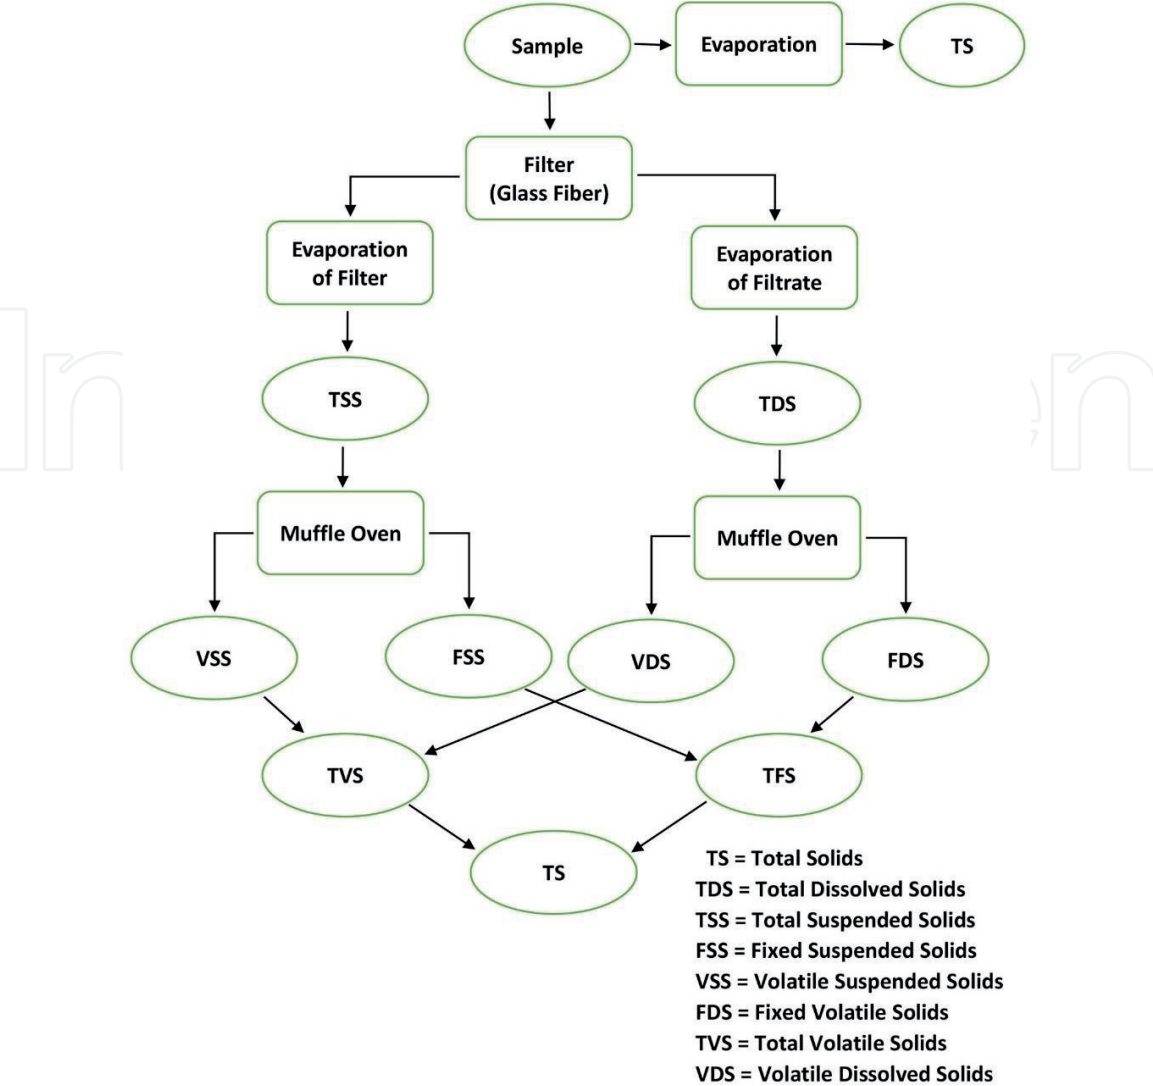 Sample
Evaporation
TS
Filter
(Glass Fiber)
Evaporation
of Filter
Evaporation
of Filtrate
TSS
TDS
Muffle Oven
Muffle Oven
VSS
FSS
VDS
FDS
TVS
TFS
TS
TS = Total Solids
TDS = Total Dissolved Solids
TSS = Total Suspended Solids
FSS = Fixed Suspended Solids
VSS = Volatile Suspended Solids
FDS = Fixed Volatile Solids
TVS = Total Volatile Solids
VDS = Volatile Dissolved Solids